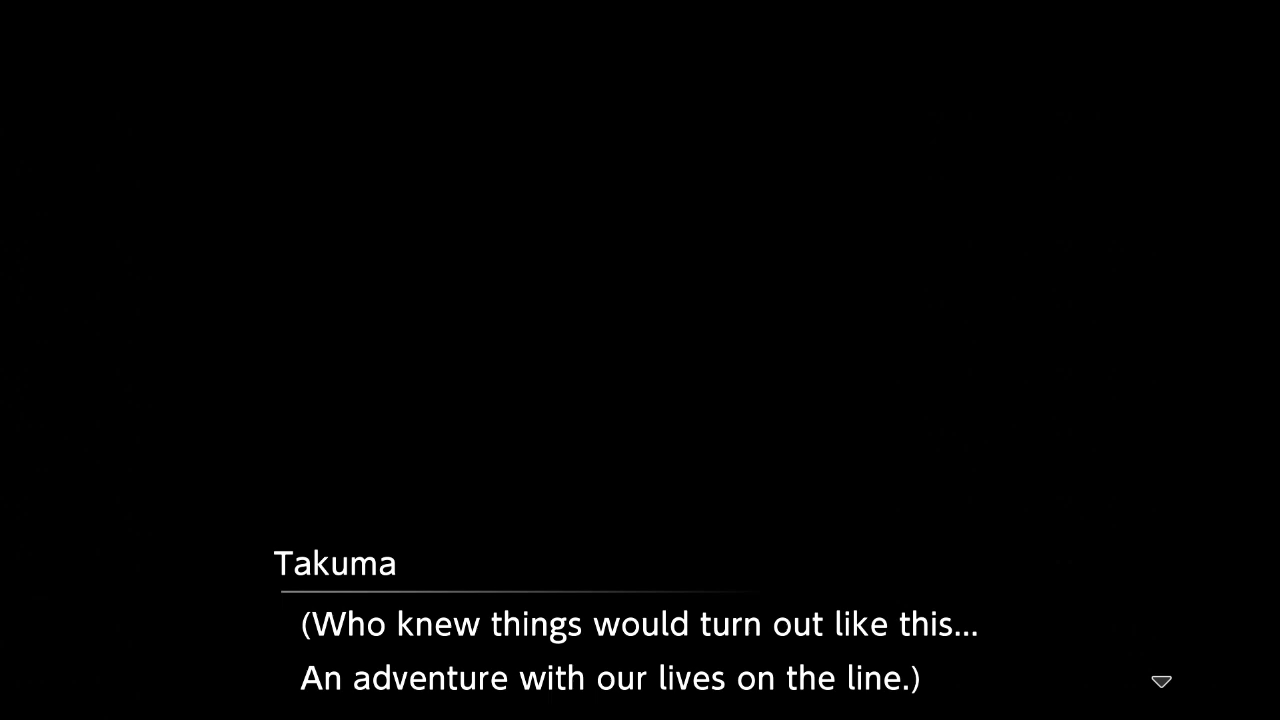 Takuma
(Who knew things would turn out like this...
An adventure with our lives on the line.)